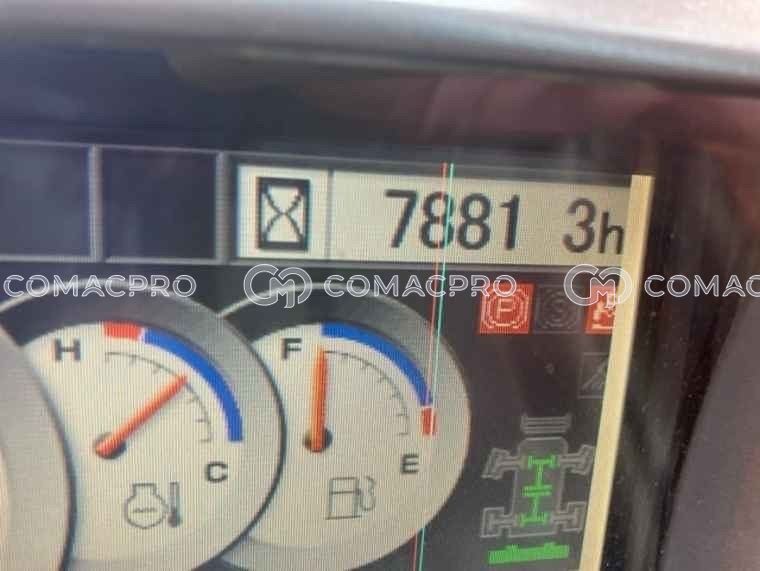 7881 3h
COMACPRO COMACPRO COMAC
H F P S
C E